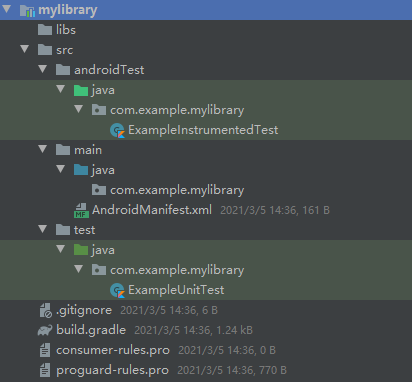 mylibrary
libs
src
androidTest
java
com.example.mylibrary
ExampleInstrumentedTest
main
java
com.example.mylibrary
AndroidManifest.xml 2021/3/5 14:36, 161 B
test
java
com.example.mylibrary
ExampleUnitTest
.gitignore 2021/3/5 14:36, 6 B
build.gradle 2021/3/5 14:36, 1.24 kB
consumer-rules.pro 2021/3/5 14:36, 0 B
proguard-rules.pro 2021/3/5 14:36, 770 B